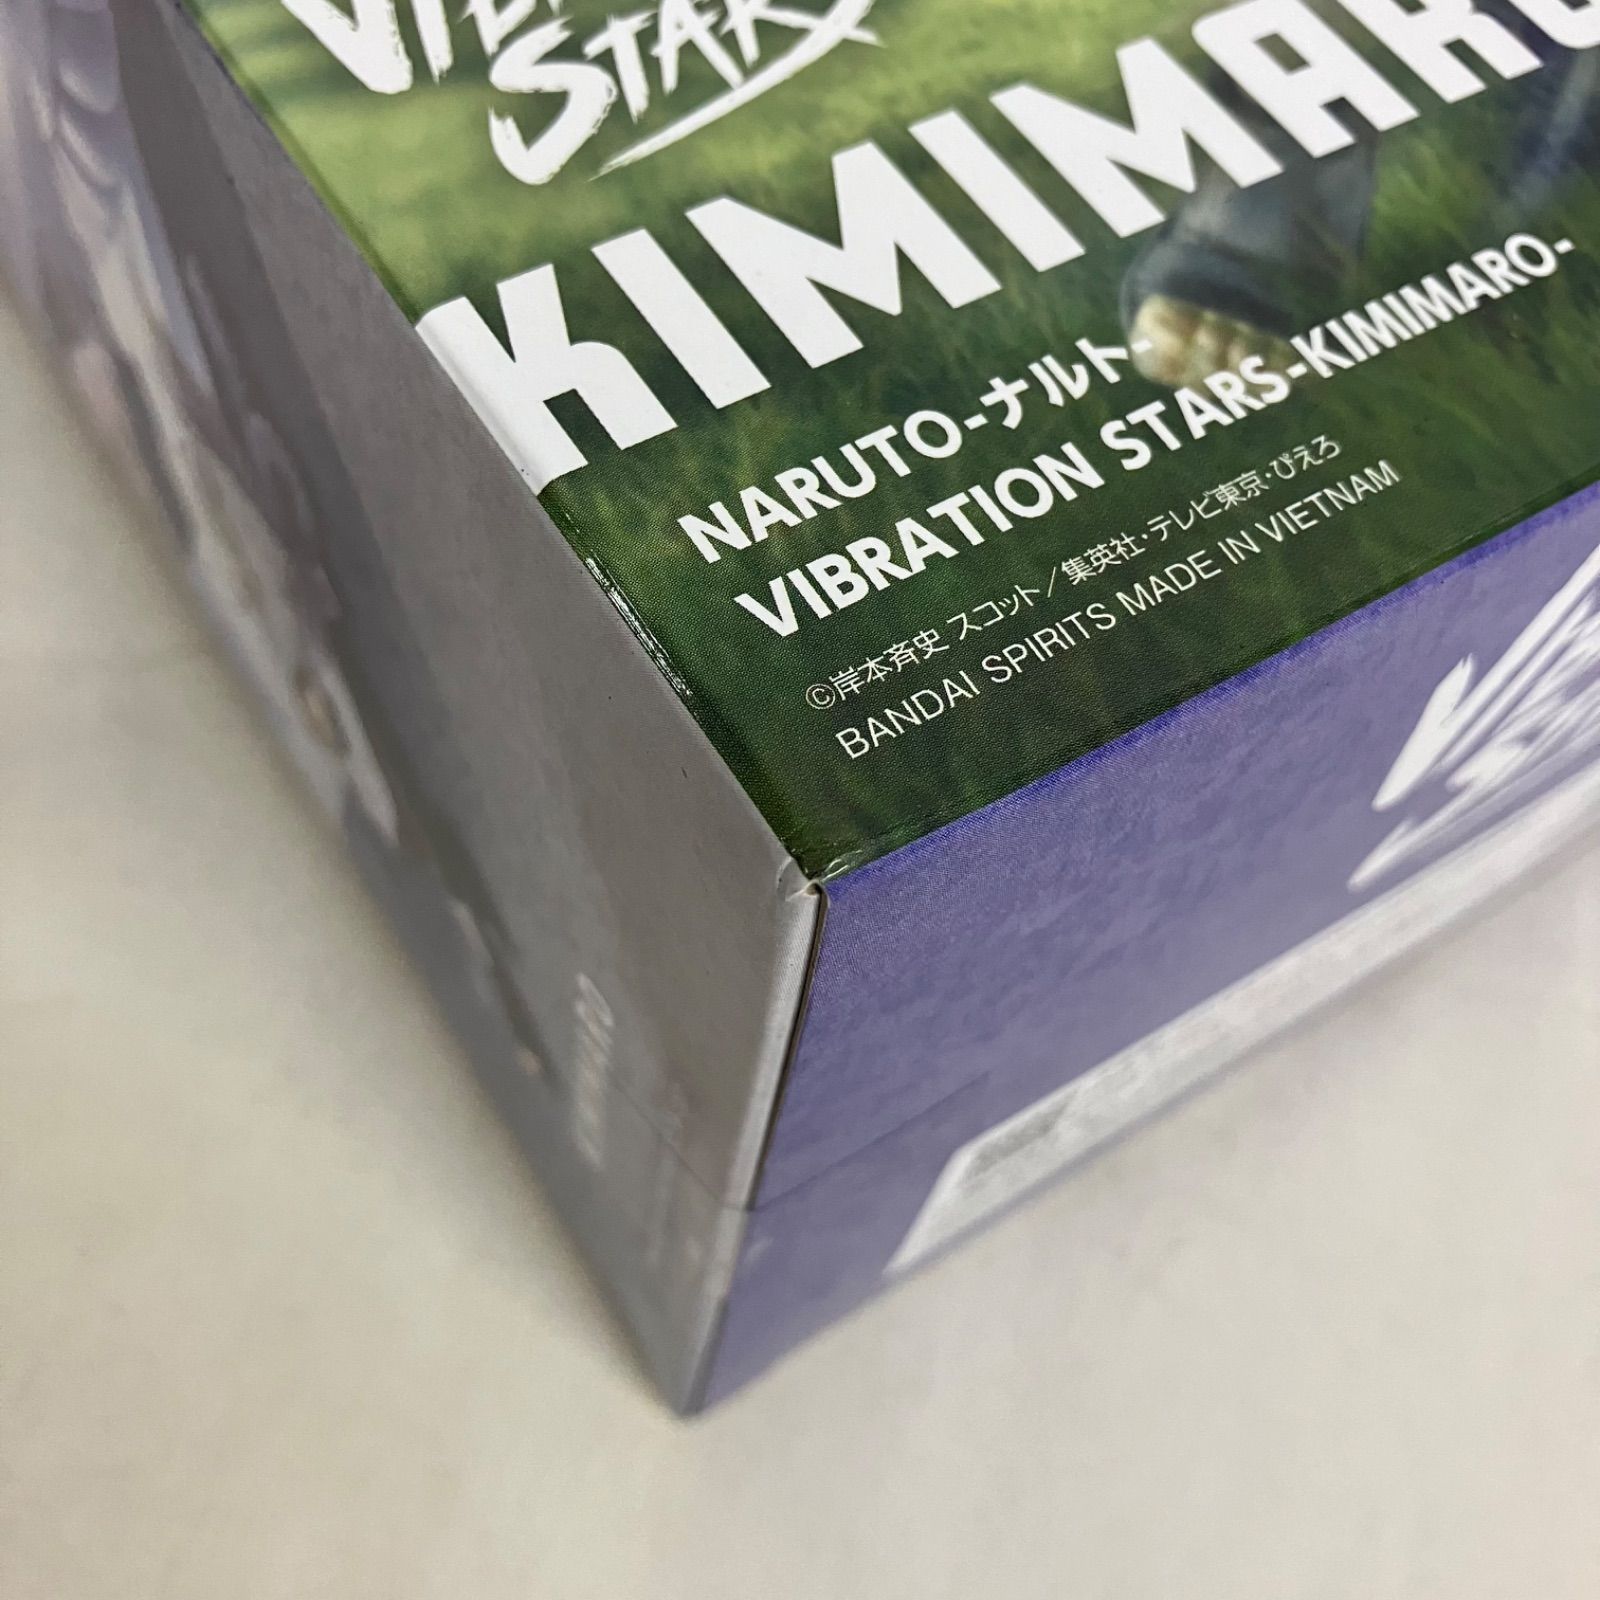 STARS
KIMIMARO
NARUTO-ナルト-
VIBRATION STARS-KIMIMARO-
©岸本斉史 スコット/集英社・テレビ東京・ぴえろ
BANDAI SPIRITS MADE IN VIETNAM